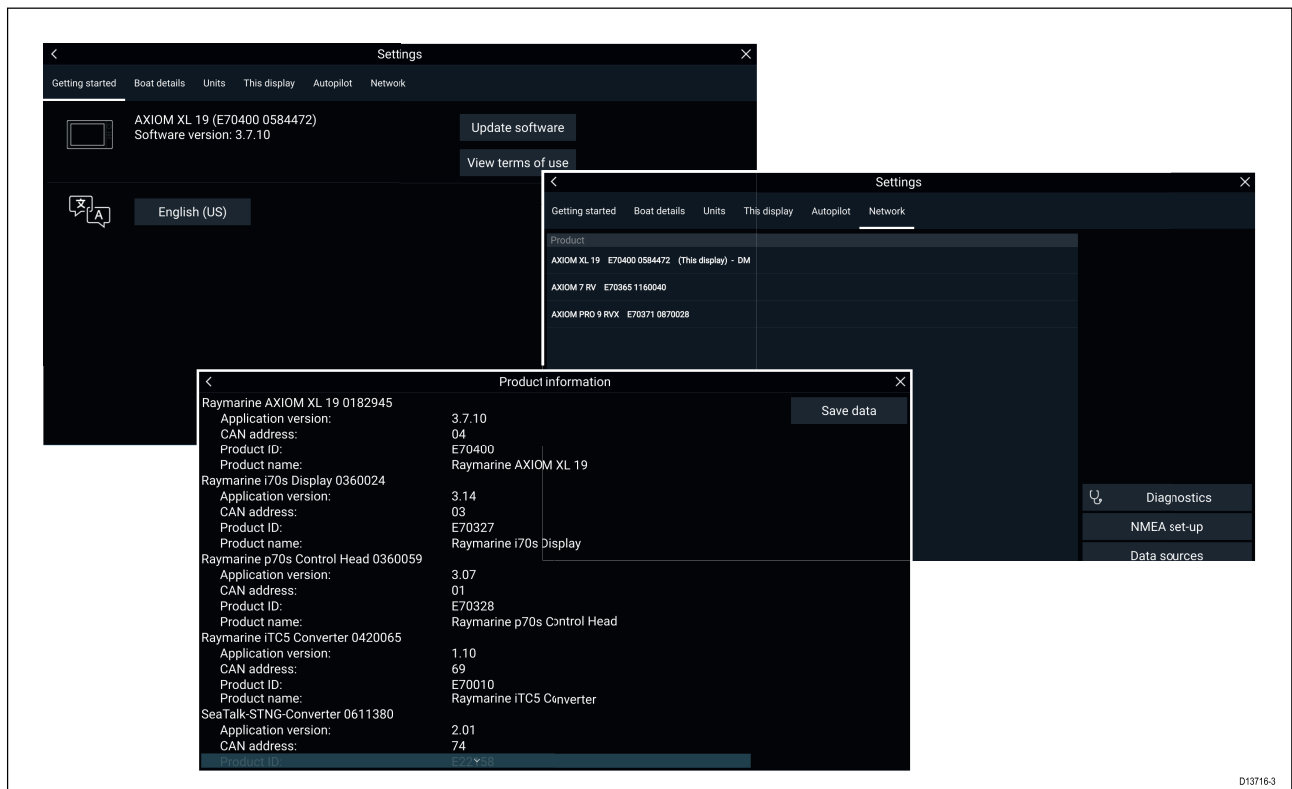 Settings
Getting started Boat details Units This display Autopilot Network
AXIOM XL 19 (E70400 0584472)
Software version: 3.7.10
Update software
View terms of use
文 A
English (US)
Settings
Getting started Boat details Units This display Autopilot Network
Product
AXIOM XL 19 E70400 0584472 (This display) - DM
AXIOM 7 RV E70365 1160040
AXIOM PRO 9 RVX E70371 0870028
Diagnostics
NMEA set-up
Data sources
Product information
Save data
Raymarine AXIOM XL 19 0182945
Application version: 3.7.10
CAN address: 04
Product ID: E70400
Product name: Raymarine AXIOM XL 19
Raymarine i70s Display 0360024
Application version: 3.14
CAN address: 03
Product ID: E70327
Product name: Raymarine i70s Display
Raymarine p70s Control Head 0360059
Application version: 3.07
CAN address: 01
Product ID: E70328
Product name: Raymarine p70s Control Head
Raymarine iTC5 Converter 0420065
Application version: 1.10
CAN address: 69
Product ID: E70010
Product name: Raymarine iTC5 Converter
SeaTalk-STNG-Converter 0611380
Application version: 2.01
CAN address: 74
Product ID:
D13716-3